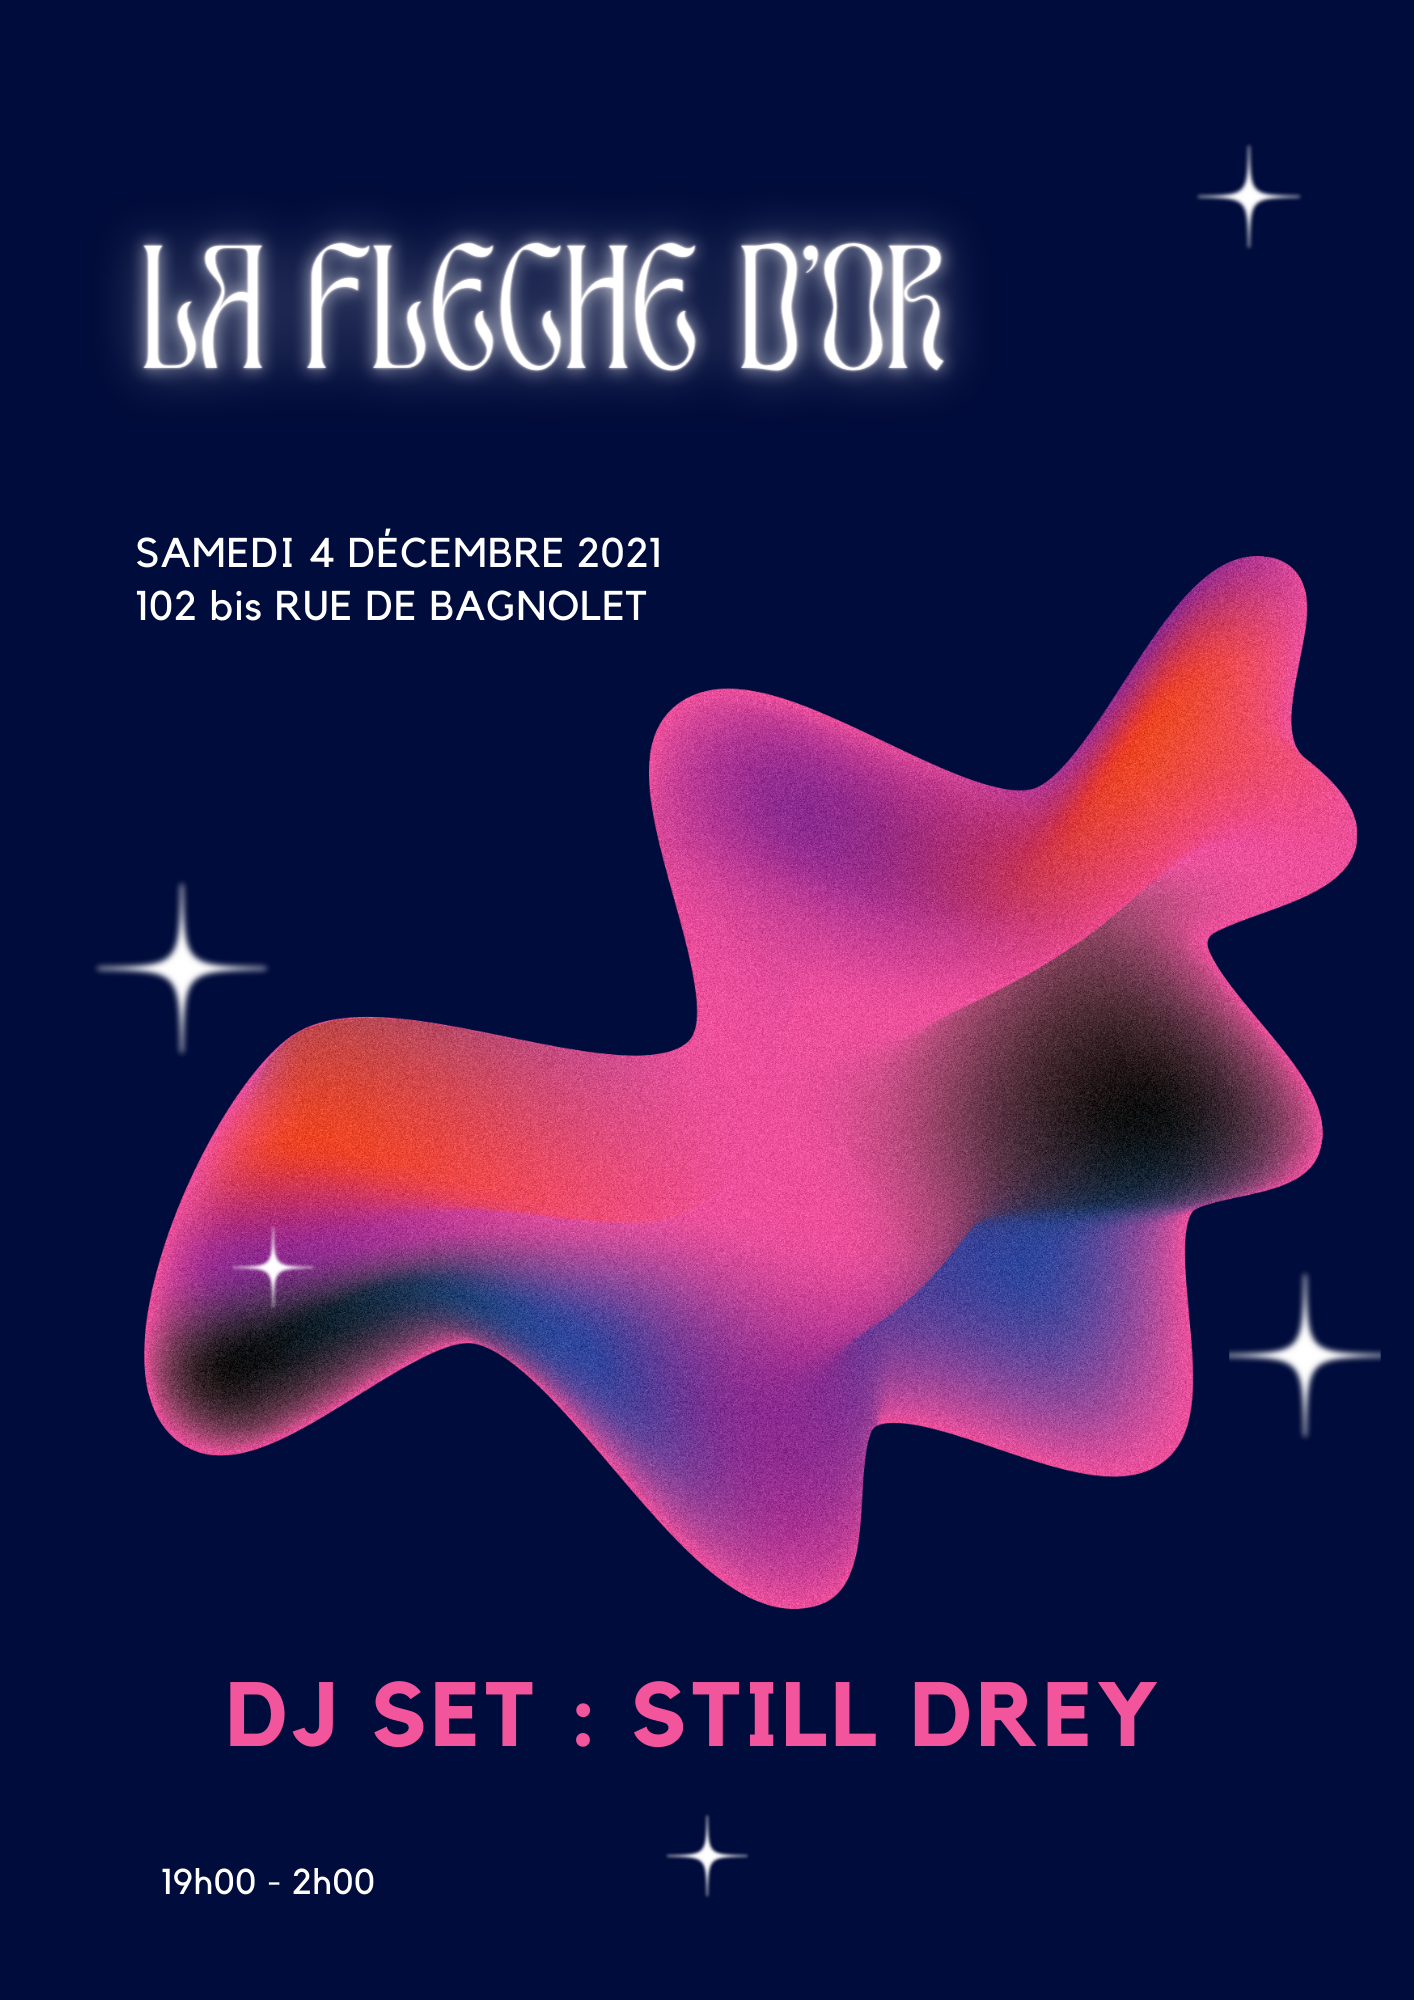 LA FLECHE D'OR
SAMEDI 4 DÉCEMBRE 2021
102 bis RUE DE BAGNOLET
DJ SET : STILL DREY
19h00 - 2h00